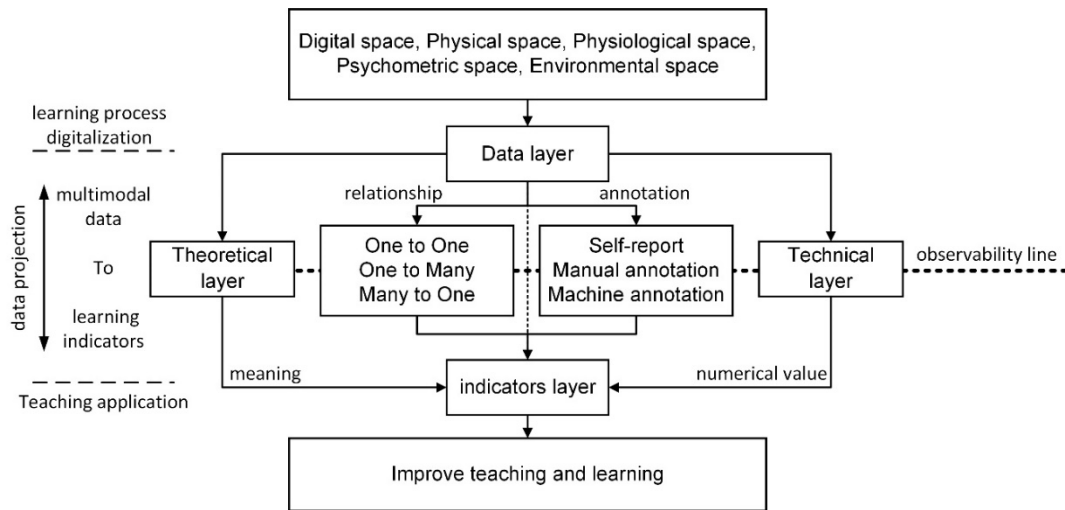 Digital space, Physical space, Physiological space,
Psychometric space, Environmental space
learning process
digitalization
Data layer
relationship
annotation
data projection
multimodal
data
To
learning
indicators
Theoretical
layer
One to One
One to Many
Many to One
Self-report
Manual annotation
Machine annotation
Technical
layer
observability line
meaning
indicators layer
numerical value
Teaching application
Improve teaching and learning